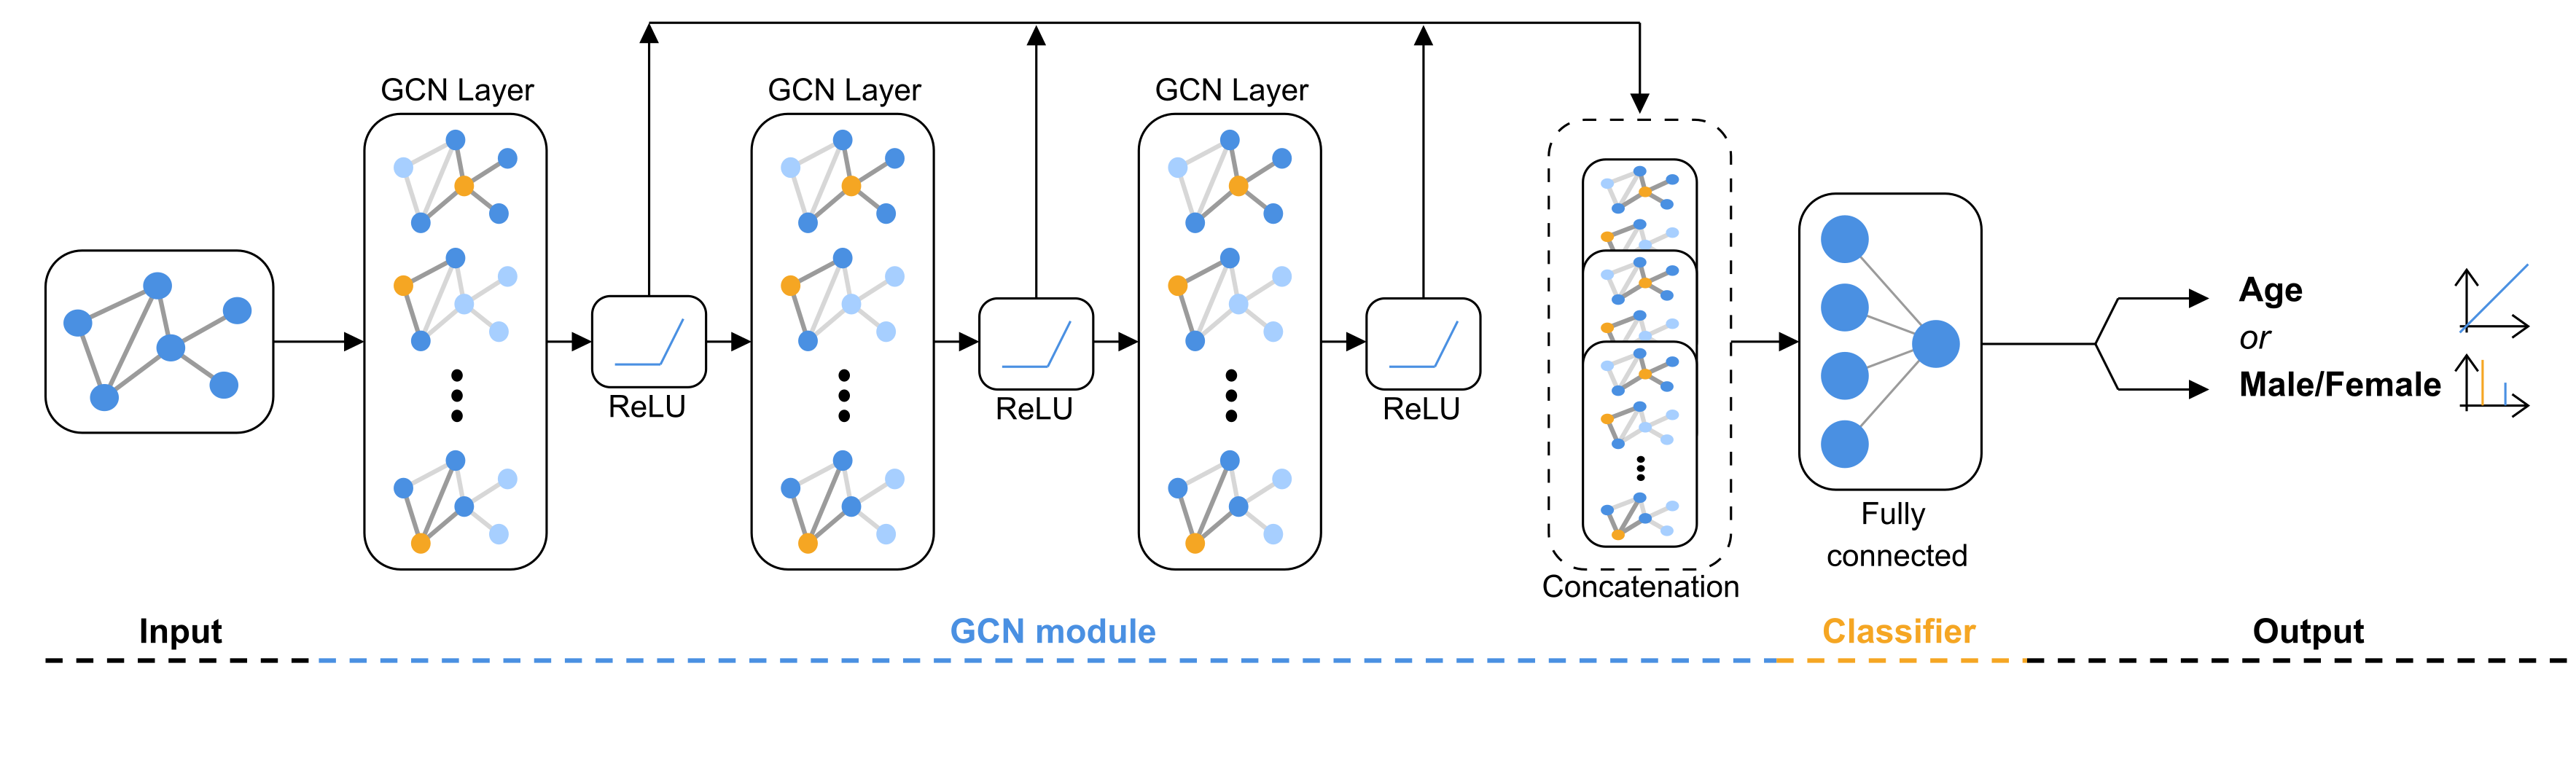 GCN Layer
GCN Layer
GCN Layer
ReLU
ReLU
ReLU
Concatenation
Fully
connected
Age
or
Male/Female
Input
GCN module
Classifier
Output